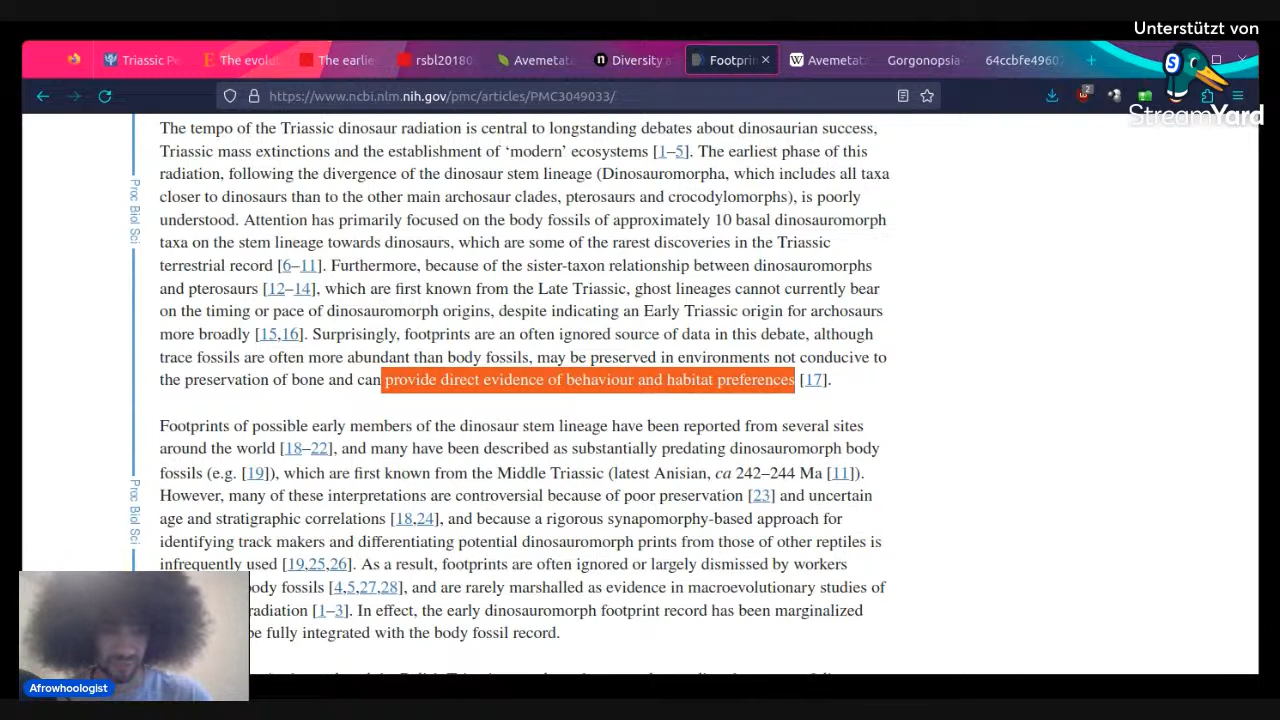 Unterstützt von
StreamYard
Triassic Pe
The evolu
The earlie
rsbl20180
Avemetata
Diversity a
Footprin
Avemetat
Gorgonopsia
64ccbfe4960
https://www.ncbi.nlm.nih.gov/pmc/articles/PMC3049033/
2
The tempo of the Triassic dinosaur radiation is central to longstanding debates about dinosaurian success,
Triassic mass extinctions and the establishment of ‘modern’ ecosystems [1–5]. The earliest phase of this
radiation, following the divergence of the dinosaur stem lineage (Dinosauromorpha, which includes all taxa
closer to dinosaurs than to the other main archosaur clades, pterosaurs and crocodylomorphs), is poorly
understood. Attention has primarily focused on the body fossils of approximately 10 basal dinosauromorph
taxa on the stem lineage towards dinosaurs, which are some of the rarest discoveries in the Triassic
terrestrial record [6–11]. Furthermore, because of the sister-taxon relationship between dinosauromorphs
and pterosaurs [12–14], which are first known from the Late Triassic, ghost lineages cannot currently bear
on the timing or pace of dinosauromorph origins, despite indicating an Early Triassic origin for archosaurs
more broadly [15,16]. Surprisingly, footprints are an often ignored source of data in this debate, although
trace fossils are often more abundant than body fossils, may be preserved in environments not conducive to
the preservation of bone and can provide direct evidence of behaviour and habitat preferences [17].
Footprints of possible early members of the dinosaur stem lineage have been reported from several sites
around the world [18–22], and many have been described as substantially predating dinosauromorph body
fossils (e.g. [19]), which are first known from the Middle Triassic (latest Anisian, ca 242–244 Ma [11]).
However, many of these interpretations are controversial because of poor preservation [23] and uncertain
age and stratigraphic correlations [18,24], and because a rigorous synapomorphy-based approach for
identifying track makers and differentiating potential dinosauromorph prints from those of other reptiles is
infrequently used [19,25,26]. As a result, footprints are often ignored or largely dismissed by workers
ody fossils [4,5,27,28], and are rarely marshalled as evidence in macroevolutionary studies of
radiation [1–3]. In effect, the early dinosauromorph footprint record has been marginalized
be fully integrated with the body fossil record.
Proc Biol Sci
Proc Biol Sci
Afrowhoologist